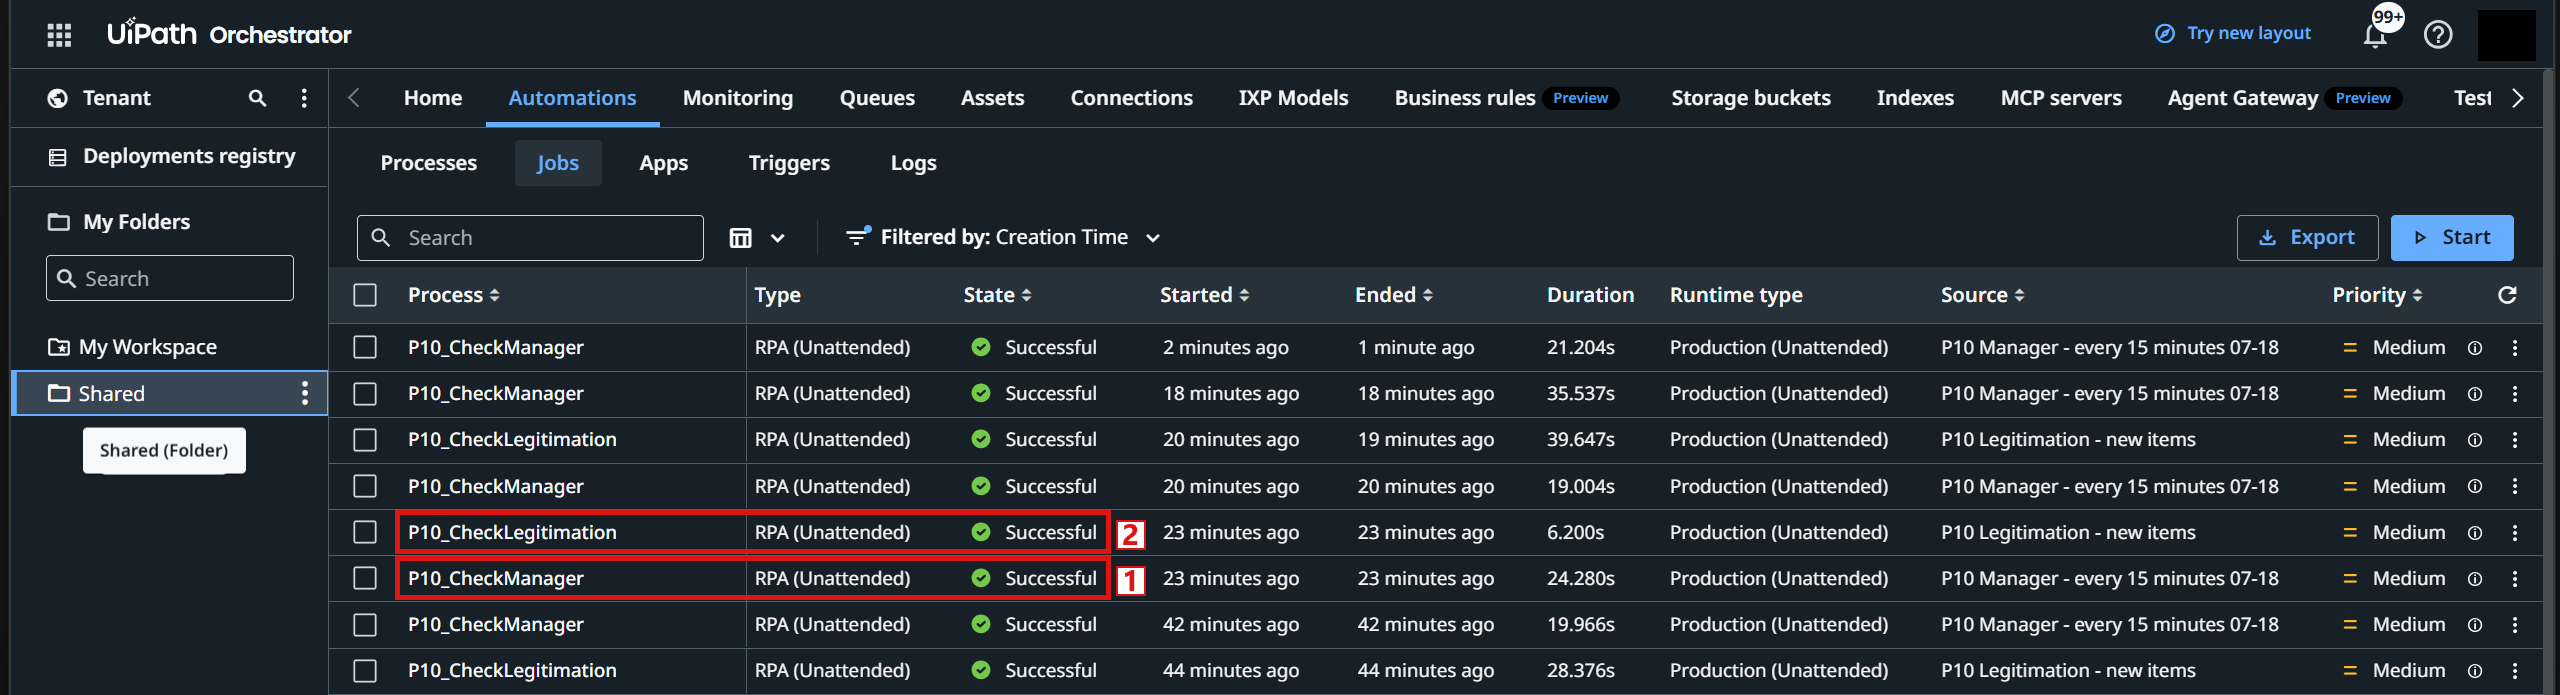 UiPath Orchestrator
Try new layout
99+
Tenant
Home Automations Monitoring Queues Assets Connections IXP Models Business rules Preview Storage buckets Indexes MCP servers Agent Gateway Preview Test
Deployments registry
Processes Jobs Apps Triggers Logs
My Folders
Search
My Workspace
Shared
Shared (Folder)
Search
Filtered by: Creation Time
Export
Start
Process Type State Started Ended Duration Runtime type Source Priority
P10_CheckManager RPA (Unattended) Successful 2 minutes ago 1 minute ago 21.204s Production (Unattended) P10 Manager - every 15 minutes 07-18 Medium
P10_CheckManager RPA (Unattended) Successful 18 minutes ago 18 minutes ago 35.537s Production (Unattended) P10 Manager - every 15 minutes 07-18 Medium
P10_CheckLegitimation RPA (Unattended) Successful 20 minutes ago 19 minutes ago 39.647s Production (Unattended) P10 Legitimation - new items Medium
P10_CheckManager RPA (Unattended) Successful 20 minutes ago 20 minutes ago 19.004s Production (Unattended) P10 Manager - every 15 minutes 07-18 Medium
P10_CheckLegitimation RPA (Unattended) Successful 2 23 minutes ago 23 minutes ago 6.200s Production (Unattended) P10 Legitimation - new items Medium
P10_CheckManager RPA (Unattended) Successful 1 23 minutes ago 23 minutes ago 24.280s Production (Unattended) P10 Manager - every 15 minutes 07-18 Medium
P10_CheckManager RPA (Unattended) Successful 42 minutes ago 42 minutes ago 19.966s Production (Unattended) P10 Manager - every 15 minutes 07-18 Medium
P10_CheckLegitimation RPA (Unattended) Successful 44 minutes ago 44 minutes ago 28.376s Production (Unattended) P10 Legitimation - new items Medium